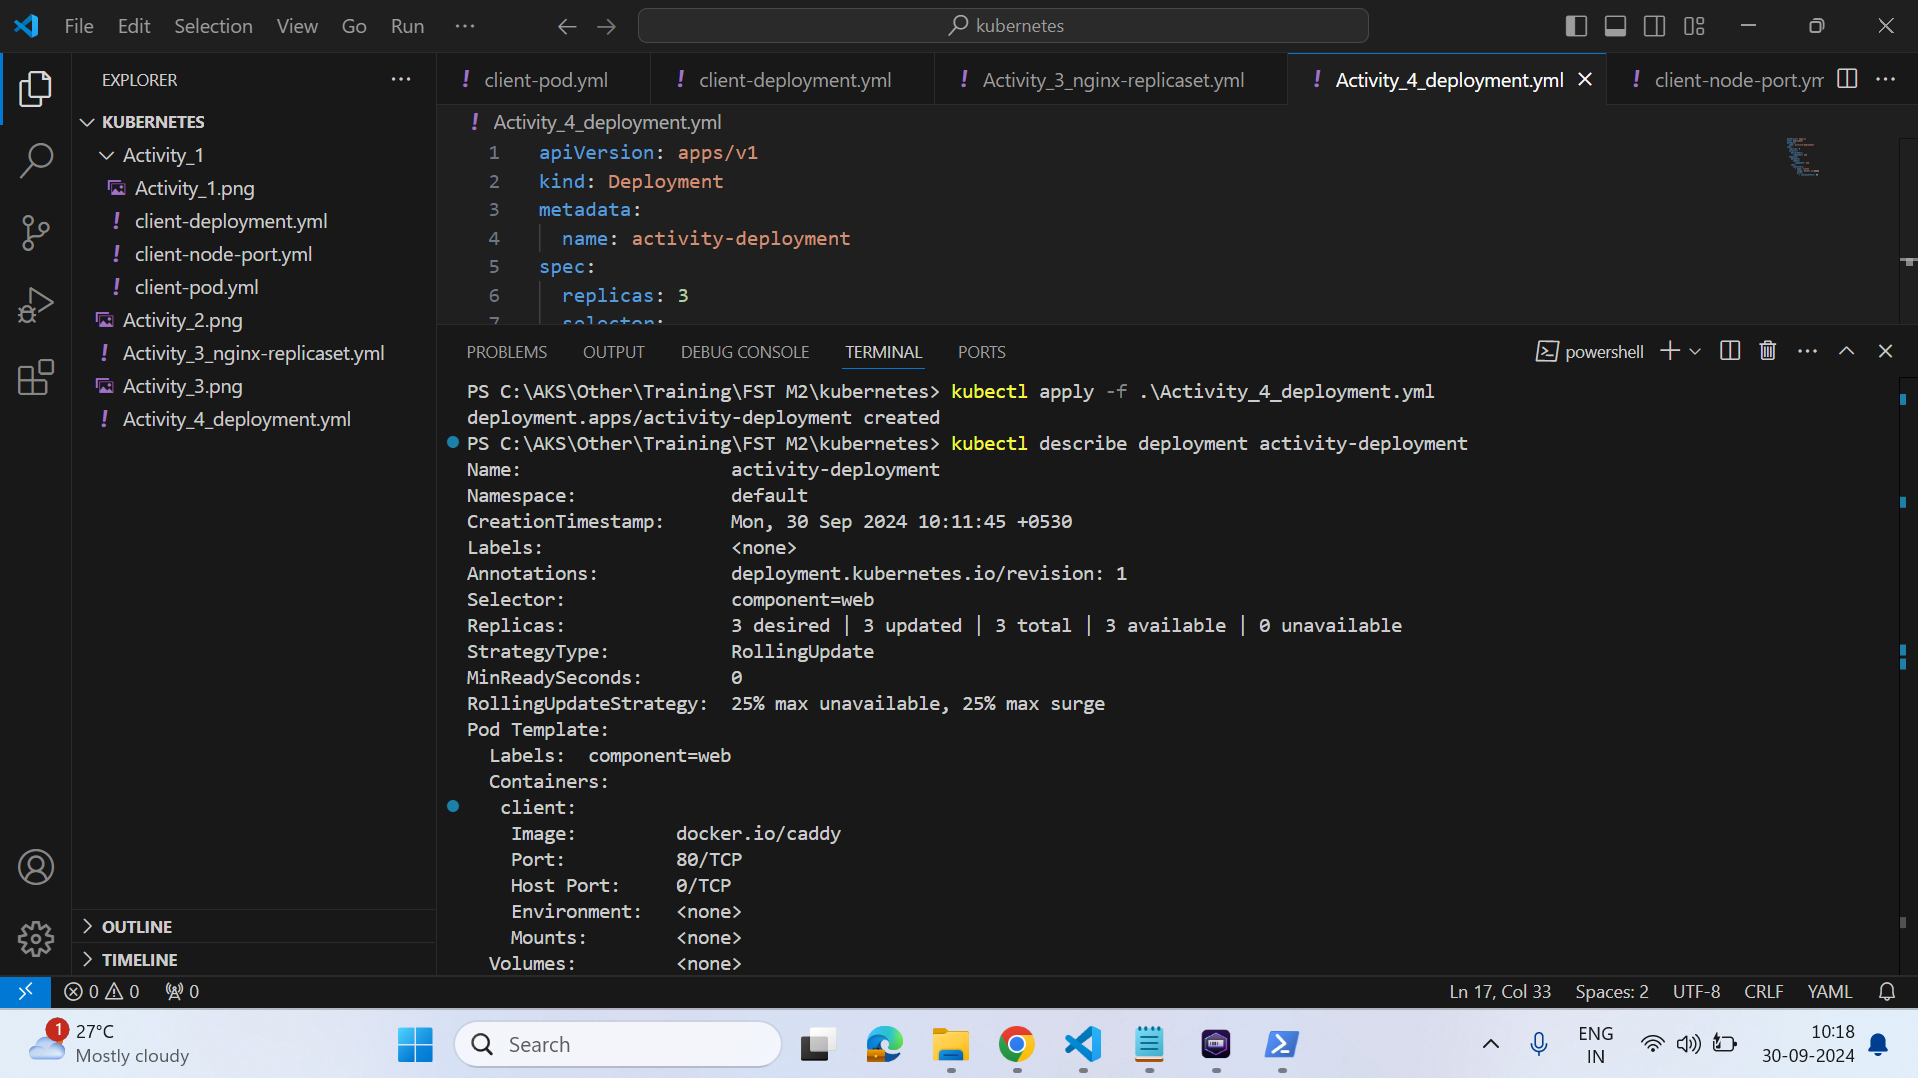 File Edit Selection View Go Run ···
kubernetes
EXPLORER
KUBERNETES
Activity_1
Activity_1.png
client-deployment.yml
client-node-port.yml
client-pod.yml
Activity_2.png
Activity_3_nginx-replicaset.yml
Activity_3.png
Activity_4_deployment.yml
OUTLINE
TIMELINE
! client-pod.yml ! client-deployment.yml ! Activity_3_nginx-replicaset.yml ! Activity_4_deployment.yml ! client-node-port.ym
! Activity_4_deployment.yml
1 apiVersion: apps/v1
2 kind: Deployment
3 metadata:
4 name: activity-deployment
5 spec:
6 replicas: 3
7 selector:
PROBLEMS OUTPUT DEBUG CONSOLE TERMINAL PORTS powershell
PS C:\AKS\Other\Training\FST M2\kubernetes> kubectl apply -f .\Activity_4_deployment.yml
deployment.apps/activity-deployment created
PS C:\AKS\Other\Training\FST M2\kubernetes> kubectl describe deployment activity-deployment
Name: activity-deployment
Namespace: default
CreationTimestamp: Mon, 30 Sep 2024 10:11:45 +0530
Labels: <none>
Annotations: deployment.kubernetes.io/revision: 1
Selector: component=web
Replicas: 3 desired | 3 updated | 3 total | 3 available | 0 unavailable
StrategyType: RollingUpdate
MinReadySeconds: 0
RollingUpdateStrategy: 25% max unavailable, 25% max surge
Pod Template:
Labels: component=web
Containers:
client:
Image: docker.io/caddy
Port: 80/TCP
Host Port: 0/TCP
Environment: <none>
Mounts: <none>
Volumes: <none>
0 0 0 Ln 17, Col 33 Spaces: 2 UTF-8 CRLF YAML
1 27°C
Mostly cloudy
Search
ENG
IN
10:18
30-09-2024